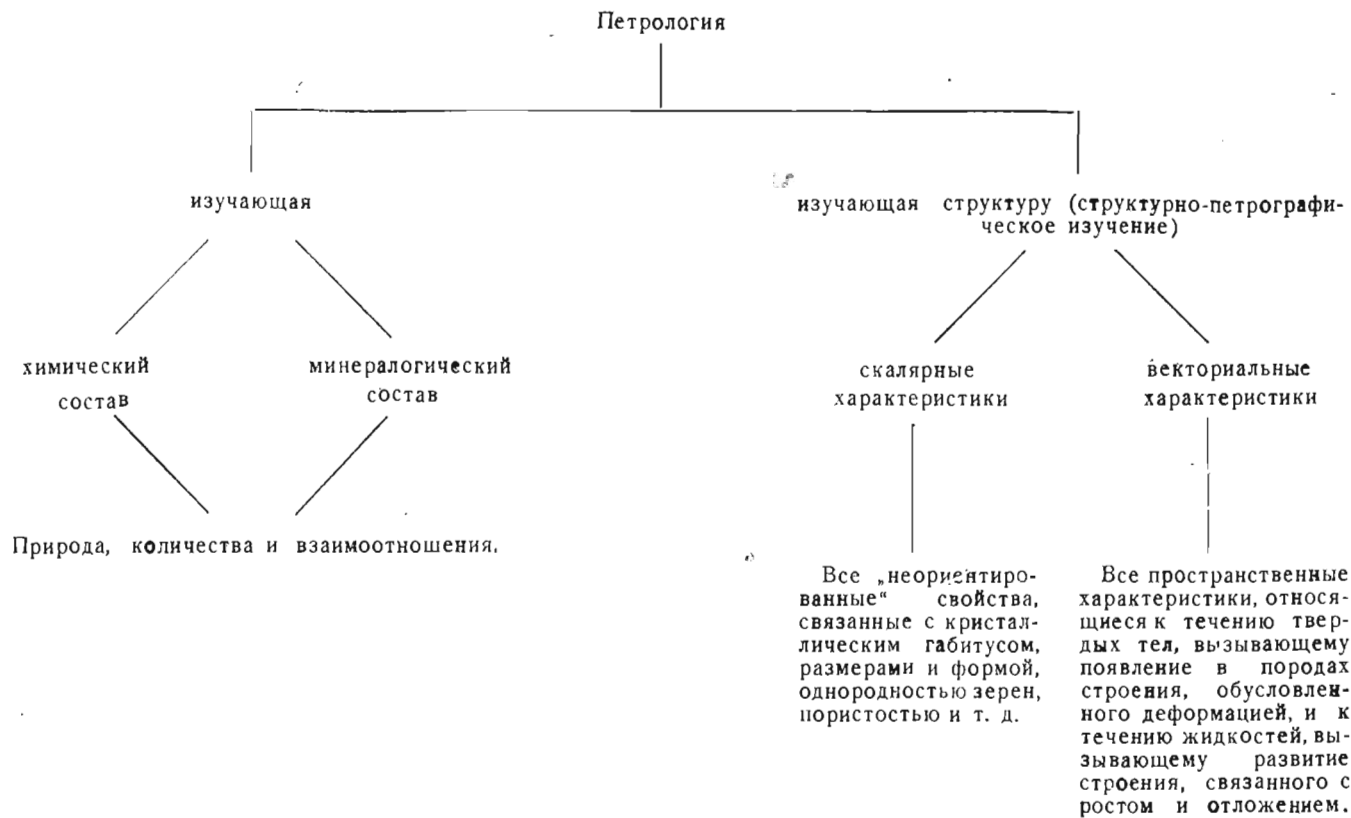 Петрология
изучающая
изучающая структуру (структурно-петрографи-
ческое изучение)
химический
состав
минералогический
состав
скалярные
характеристики
векториальные
характеристики
Природа, количества и взаимоотношения.
Все „неориентиро-
ванные“ свойства,
связанные с кристал-
лическим габитусом,
размерами и формой,
однородностью зерен,
пористостью и т. д.
Все пространственные
характеристики, относя-
щиеся к течению твер-
дых тел, вызывающему
появление в породах
строения, обусловлен-
ного деформацией, и к
течению жидкостей, вы-
зывающему развитие
строения, связанного с
ростом и отложением.